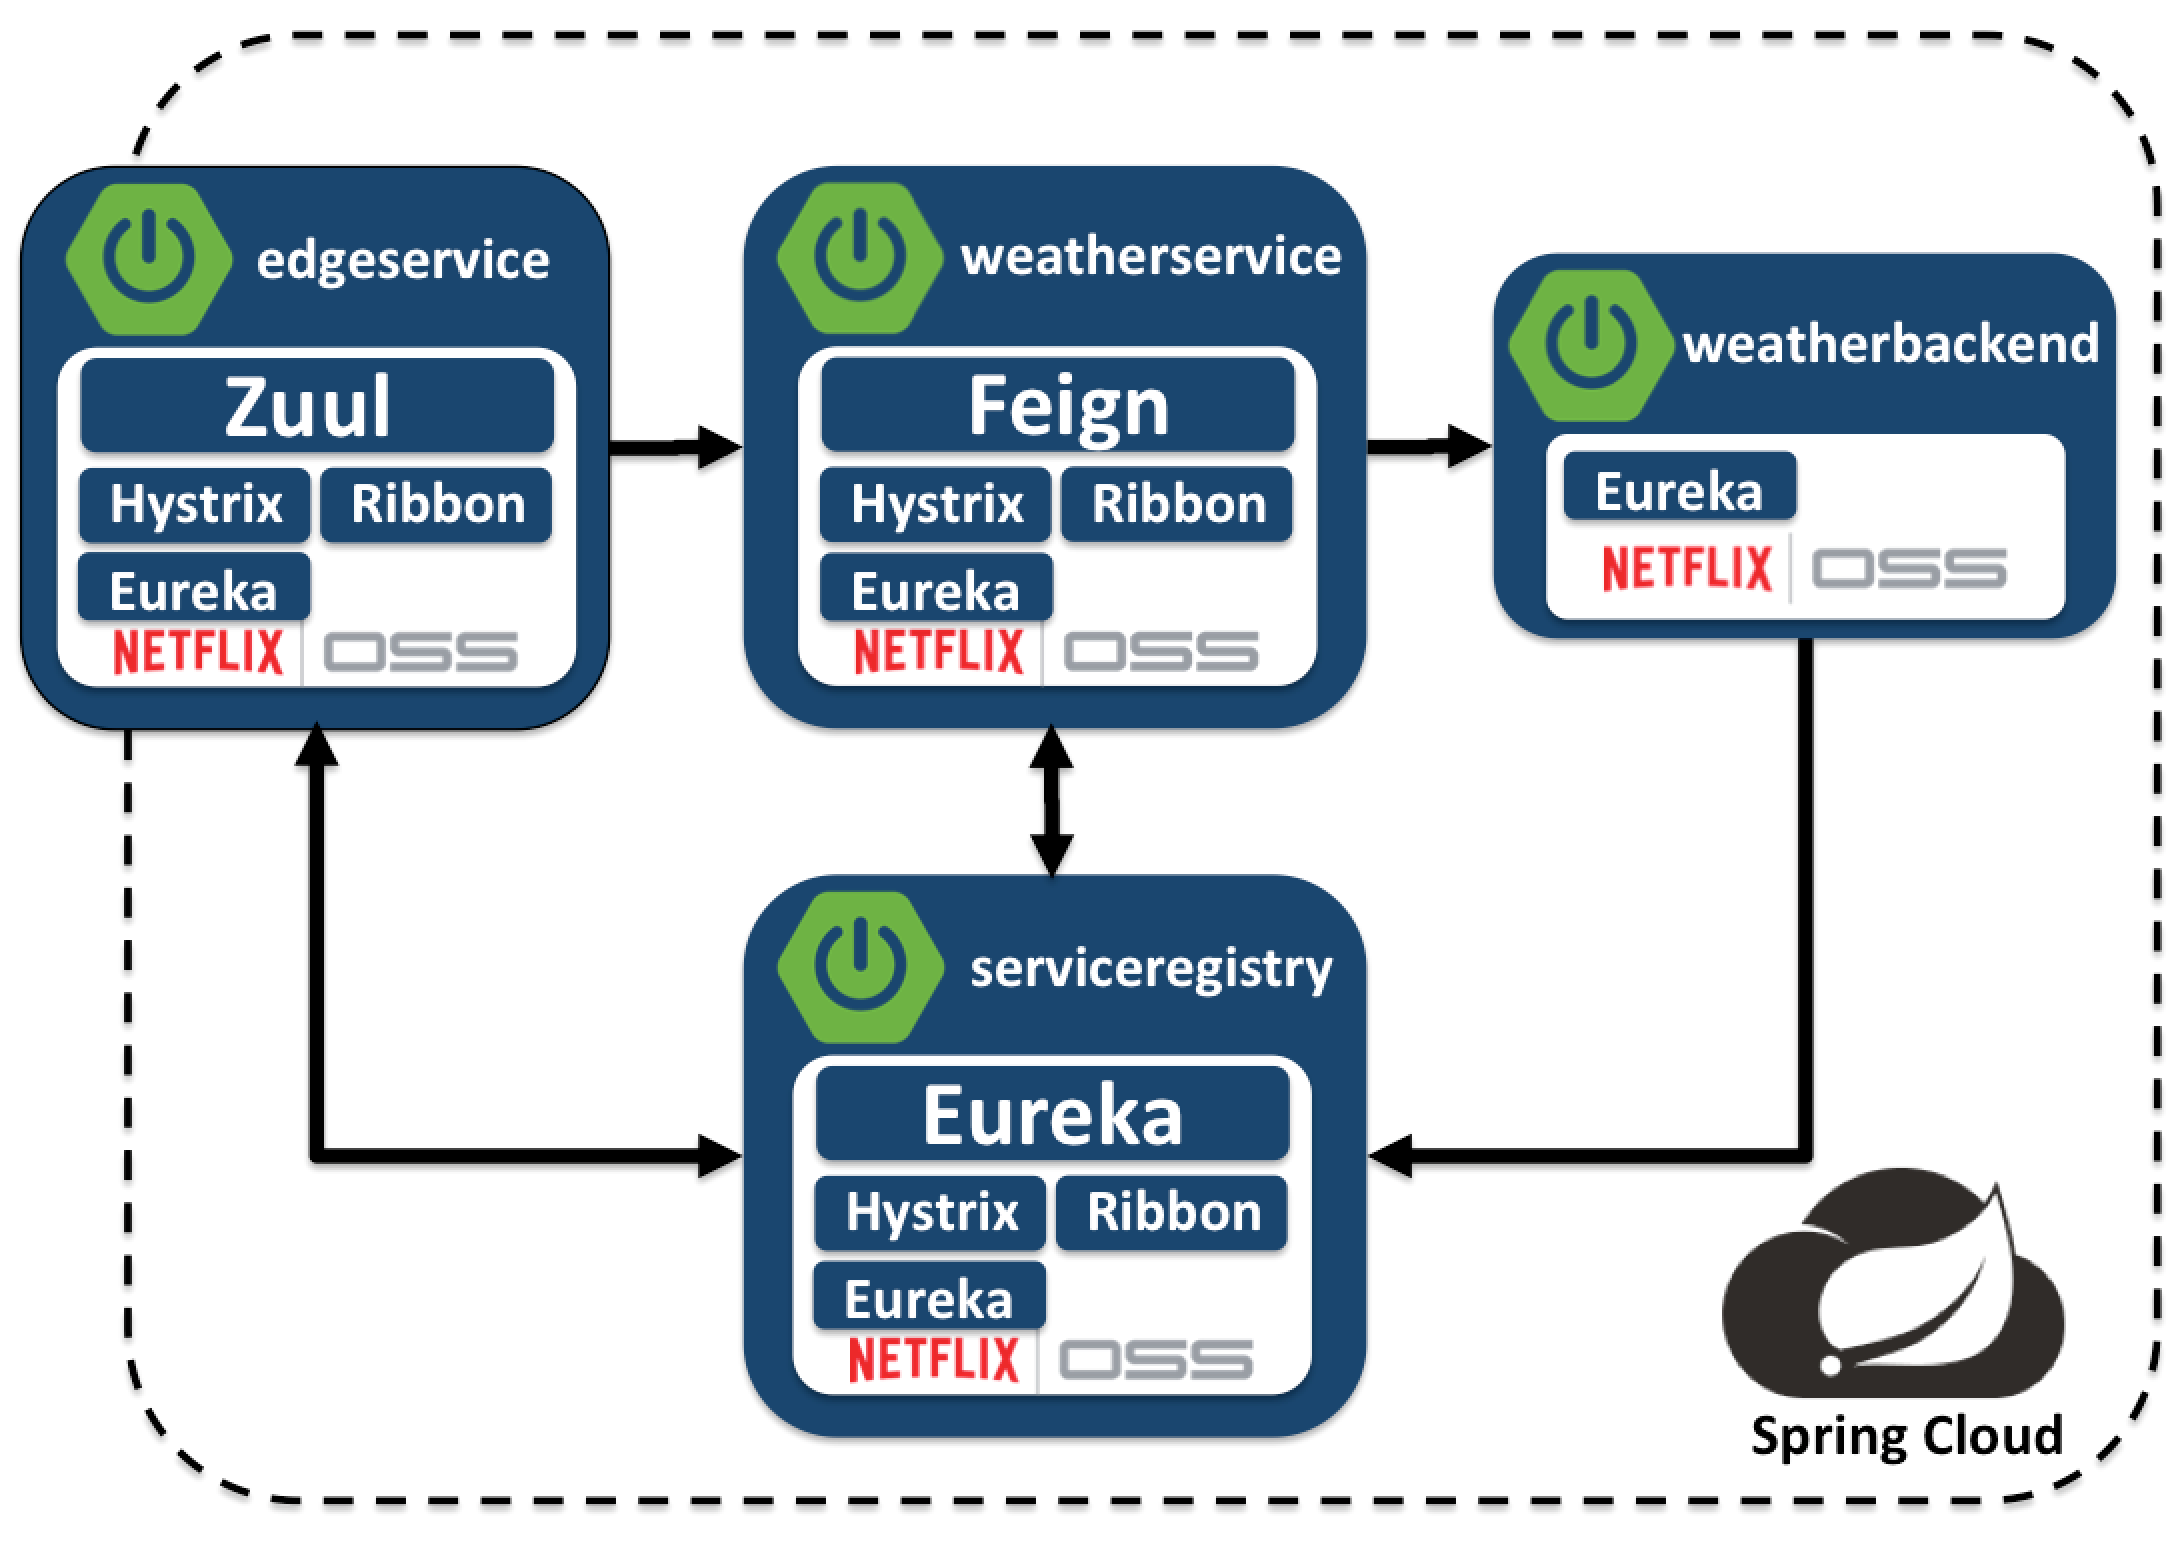 edgeservice
Zuul
Hystrix Ribbon
Eureka
NETFLIX OSS
weatherservice
Feign
Hystrix Ribbon
Eureka
NETFLIX OSS
weatherbackend
Eureka
NETFLIX OSS
serviceregistry
Eureka
Hystrix Ribbon
Eureka
NETFLIX OSS
Spring Cloud